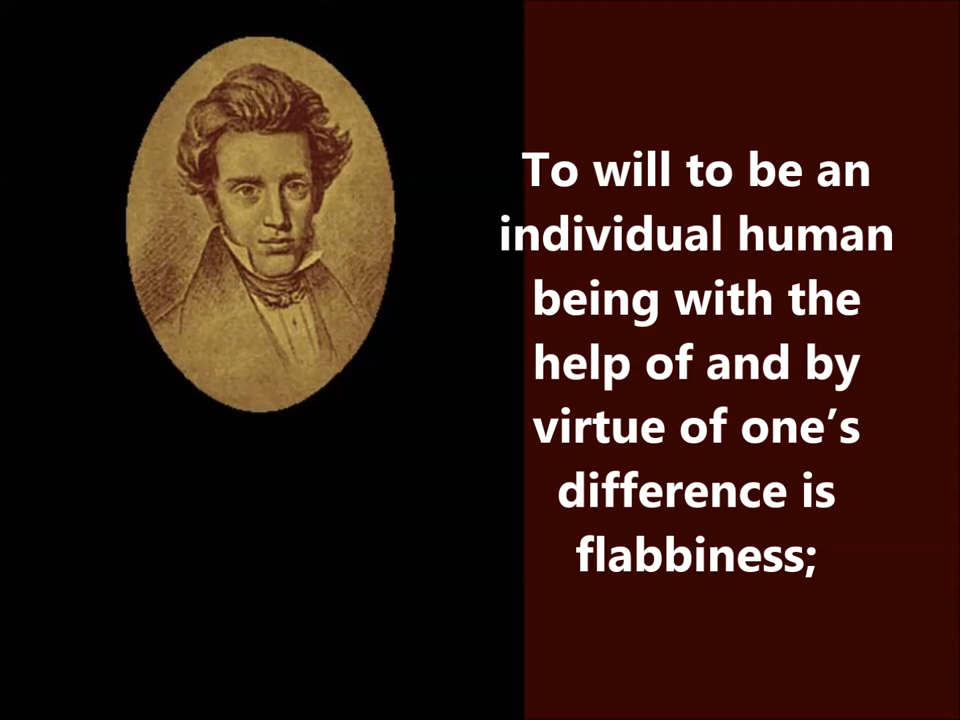 To will to be an
individual human
being with the
help of and by
virtue of one’s
difference is
flabbiness;